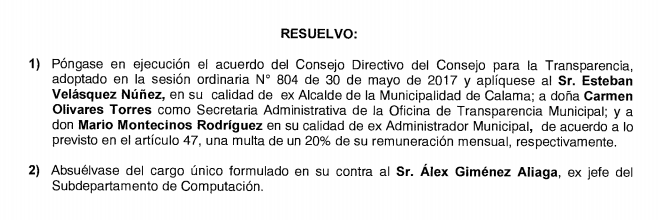 RESUELVO:
1) Póngase en ejecución el acuerdo del Consejo Directivo del Consejo para la Transparencia,
adoptado en la sesión ordinaria N° 804 de 30 de mayo de 2017 y aplíquese al Sr. Esteban
Velásquez Núñez, en su calidad de ex Alcalde de la Municipalidad de Calama; a doña Carmen
Olivares Torres como Secretaria Administrativa de la Oficina de Transparencia Municipal; y a
don Mario Montecinos Rodríguez en su calidad de ex Administrador Municipal, de acuerdo a lo
previsto en el artículo 47, una multa de un 20% de su remuneración mensual, respectivamente.
2) Absuélvase del cargo único formulado en su contra al Sr. Álex Giménez Aliaga, ex jefe del
Subdepartamento de Computación.